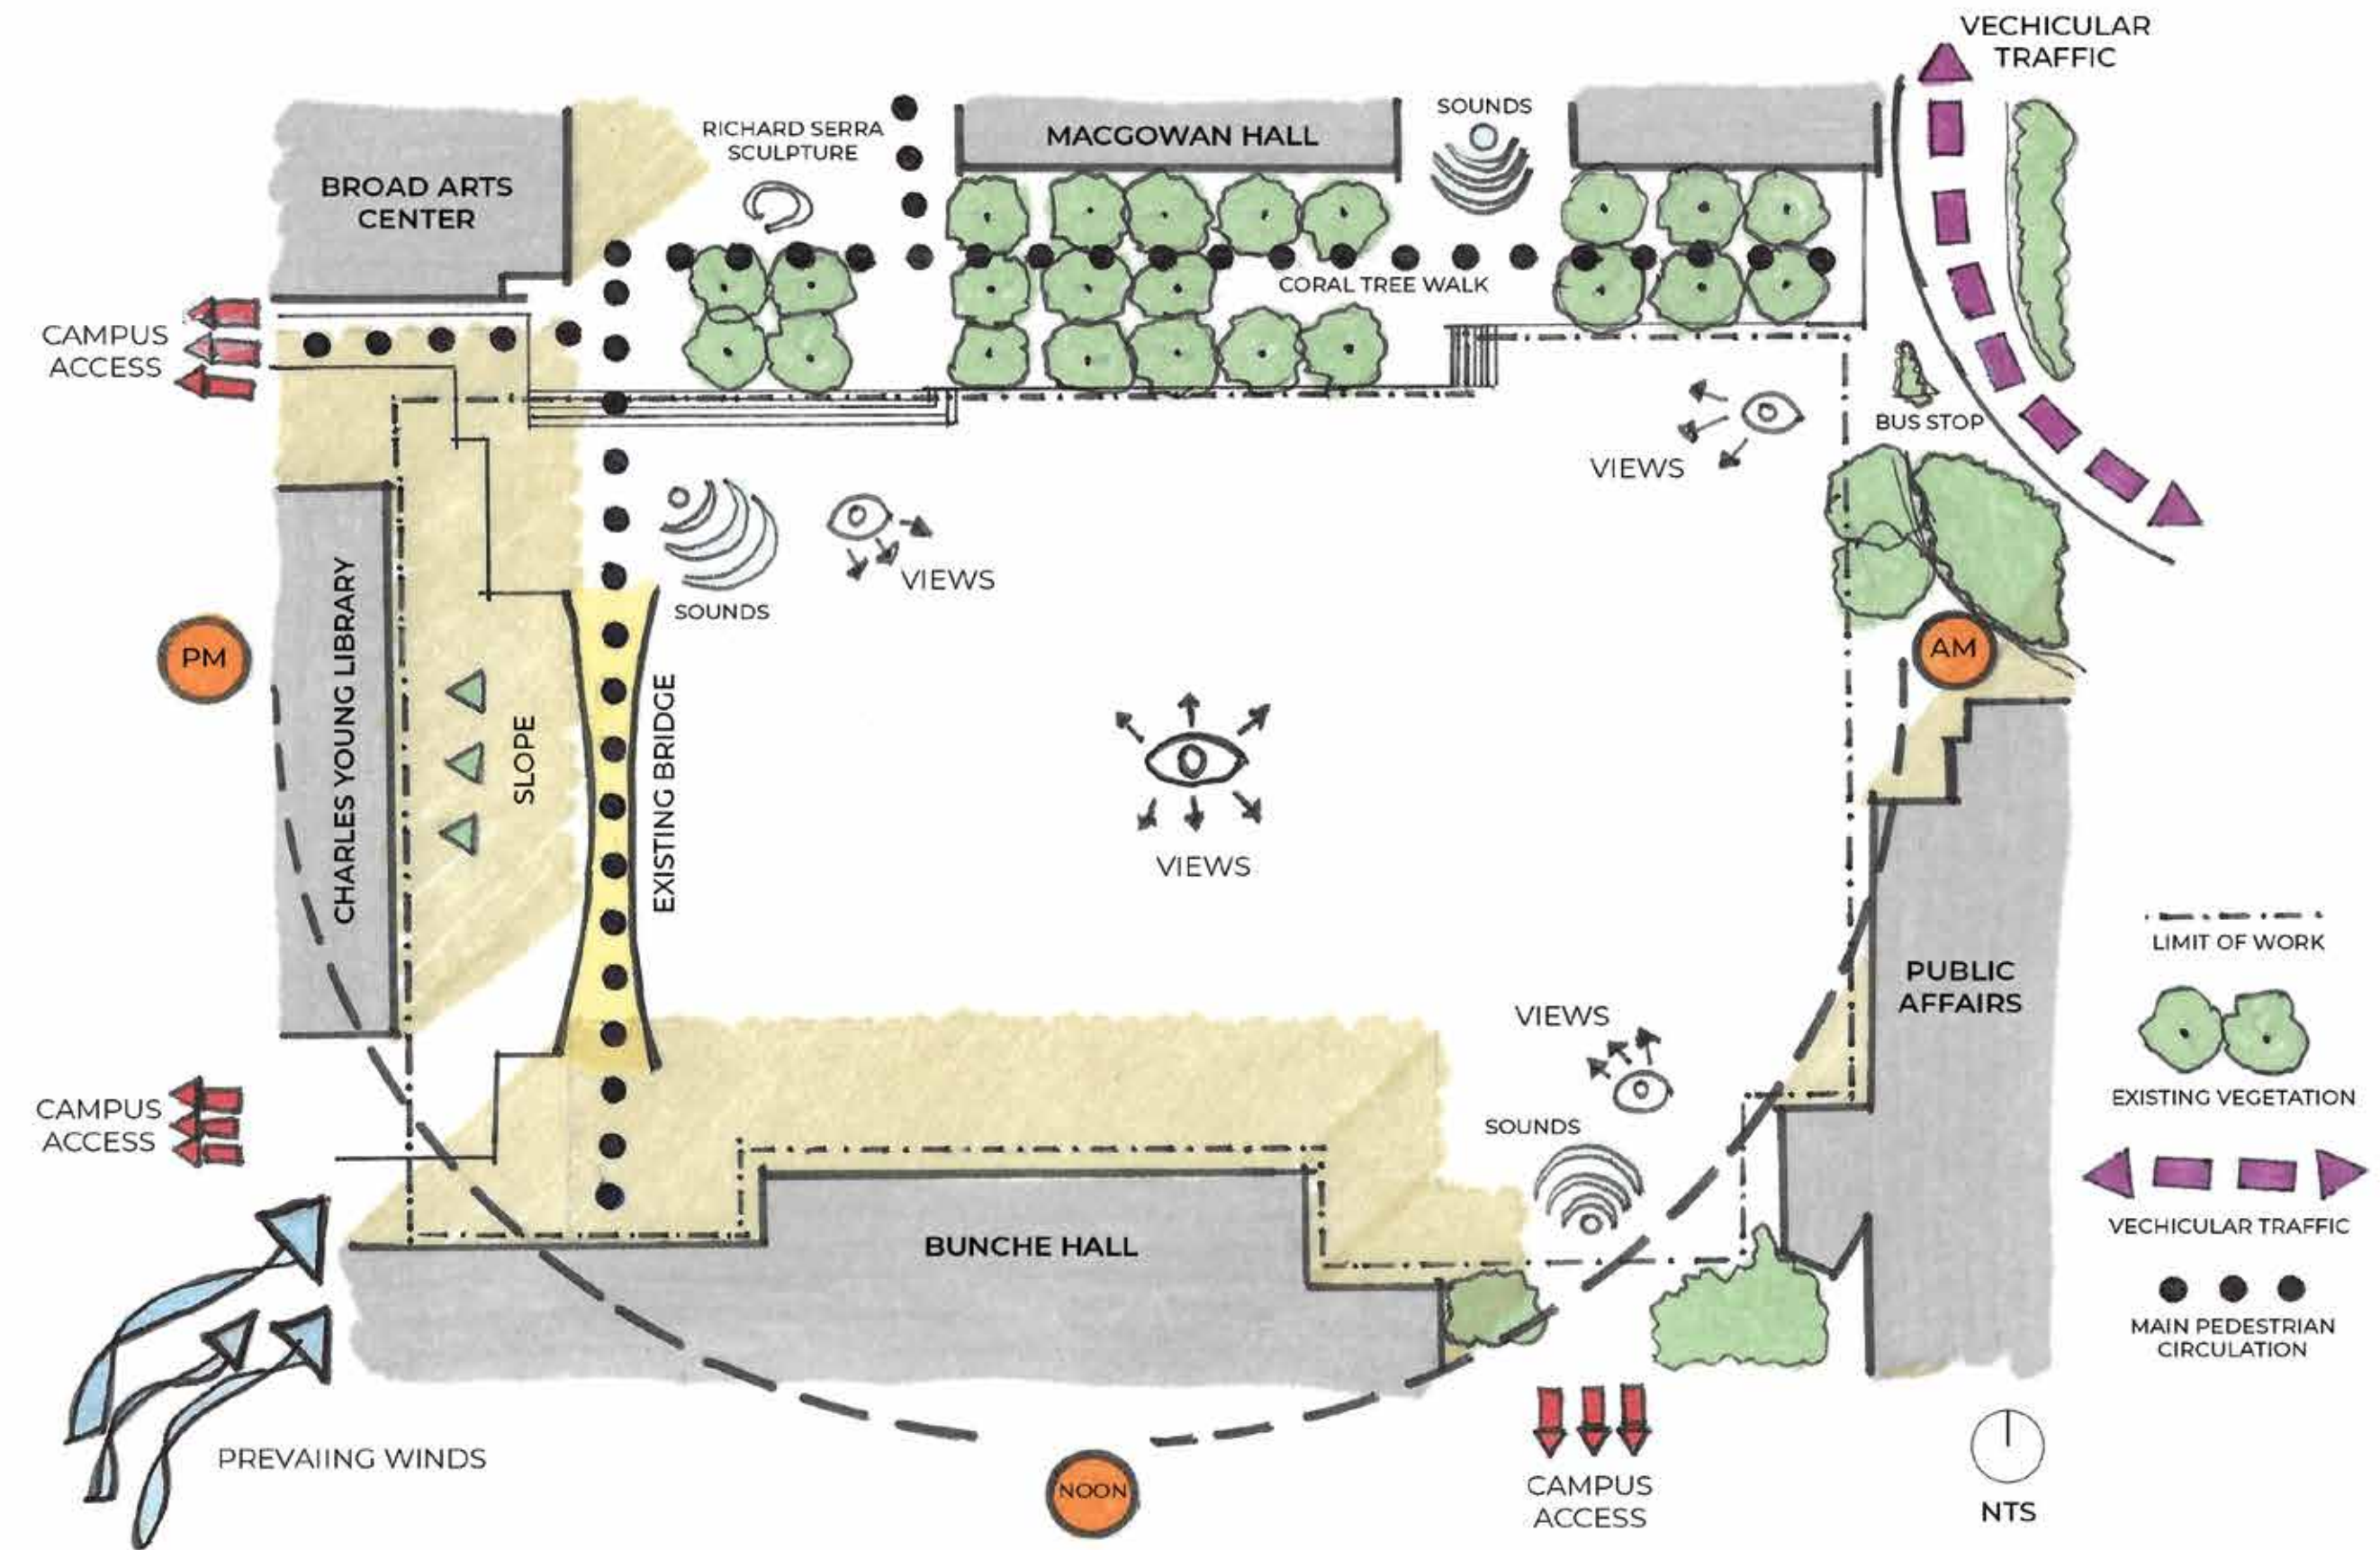 VECHICULAR
TRAFFIC
RICHARD SERRA
SCULPTURE
MACGOWAN HALL
SOUNDS
BROAD ARTS
CENTER
CORAL TREE WALK
CAMPUS
ACCESS
BUS STOP
VIEWS
VIEWS
SOUNDS
CHARLES YOUNG LIBRARY
PM
AM
SLOPE
EXISTING BRIDGE
VIEWS
LIMIT OF WORK
PUBLIC
AFFAIRS
VIEWS
EXISTING VEGETATION
CAMPUS
ACCESS
SOUNDS
VECHICULAR TRAFFIC
BUNCHE HALL
MAIN PEDESTRIAN
CIRCULATION
PREVAIING WINDS
NOON
CAMPUS
ACCESS
NTS